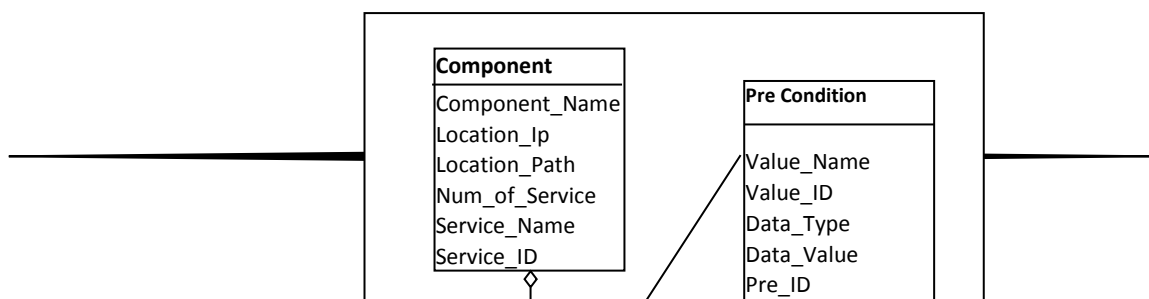 Component
Component_Name
Location_Ip
Location_Path
Num_of_Service
Service_Name
Service_ID
Pre Condition
Value_Name
Value_ID
Data_Type
Data_Value
Pre_ID